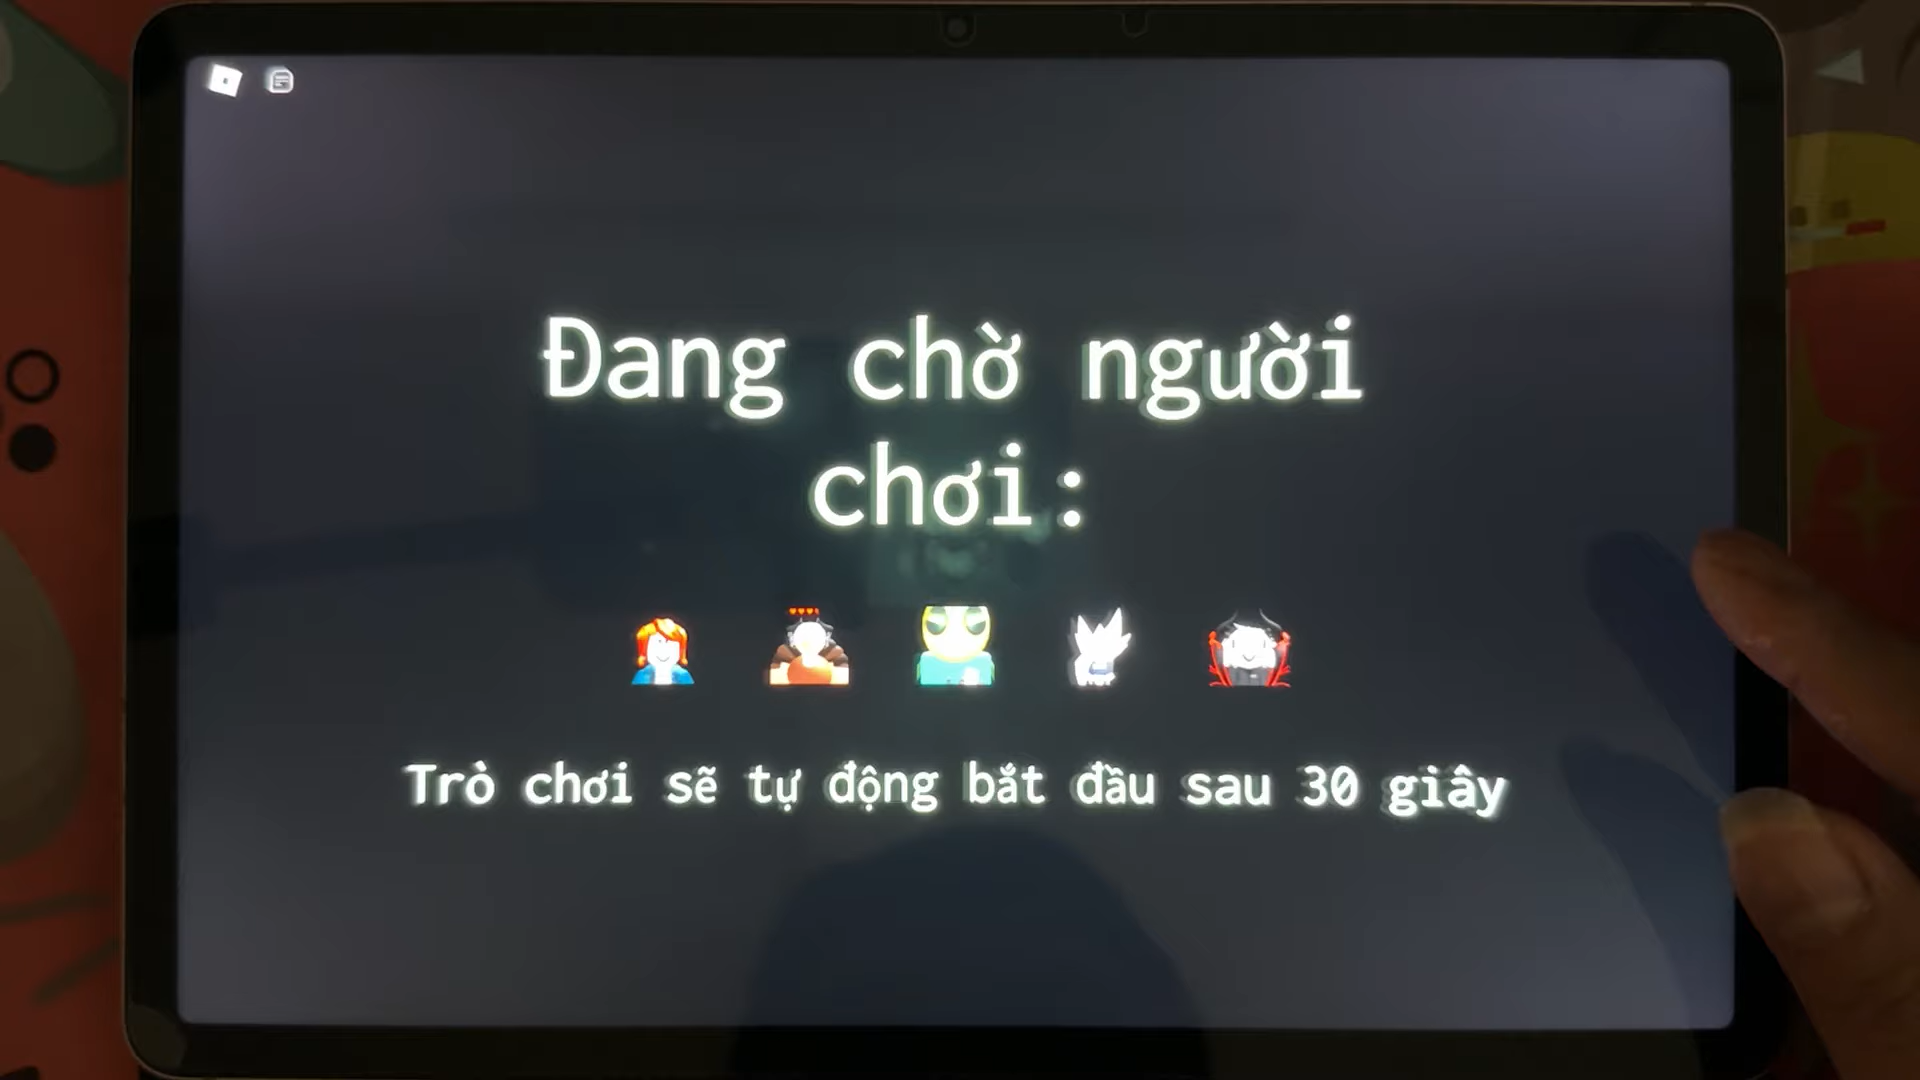 Đang chờ người
chơi:
Trò chơi sẽ tự động bắt đầu sau 30 giây